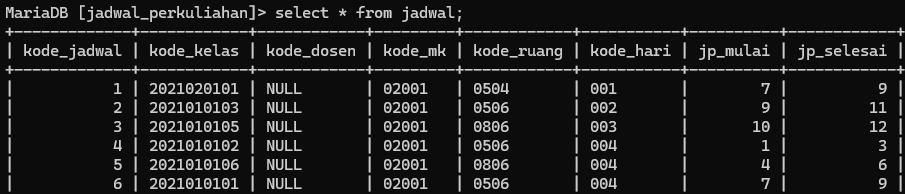 MariaDB [jadwal_perkuliahan]> select * from jadwal;
+-------------+------------+------------+---------+------------+-----------+----------+------------+
| kode_jadwal | kode_kelas | kode_dosen | kode_mk | kode_ruang | kode_hari | jp_mulai | jp_selesai |
+-------------+------------+------------+---------+------------+-----------+----------+------------+
|           1 | 2021020101 | NULL       | 02001   | 0504       | 001       |        7 |          9 |
|           2 | 2021010103 | NULL       | 02001   | 0506       | 002       |        9 |         11 |
|           3 | 2021010105 | NULL       | 02001   | 0806       | 003       |       10 |         12 |
|           4 | 2021010102 | NULL       | 02001   | 0506       | 004       |        1 |          3 |
|           5 | 2021010106 | NULL       | 02001   | 0806       | 004       |        4 |          6 |
|           6 | 2021010101 | NULL       | 02001   | 0506       | 004       |        7 |          9 |